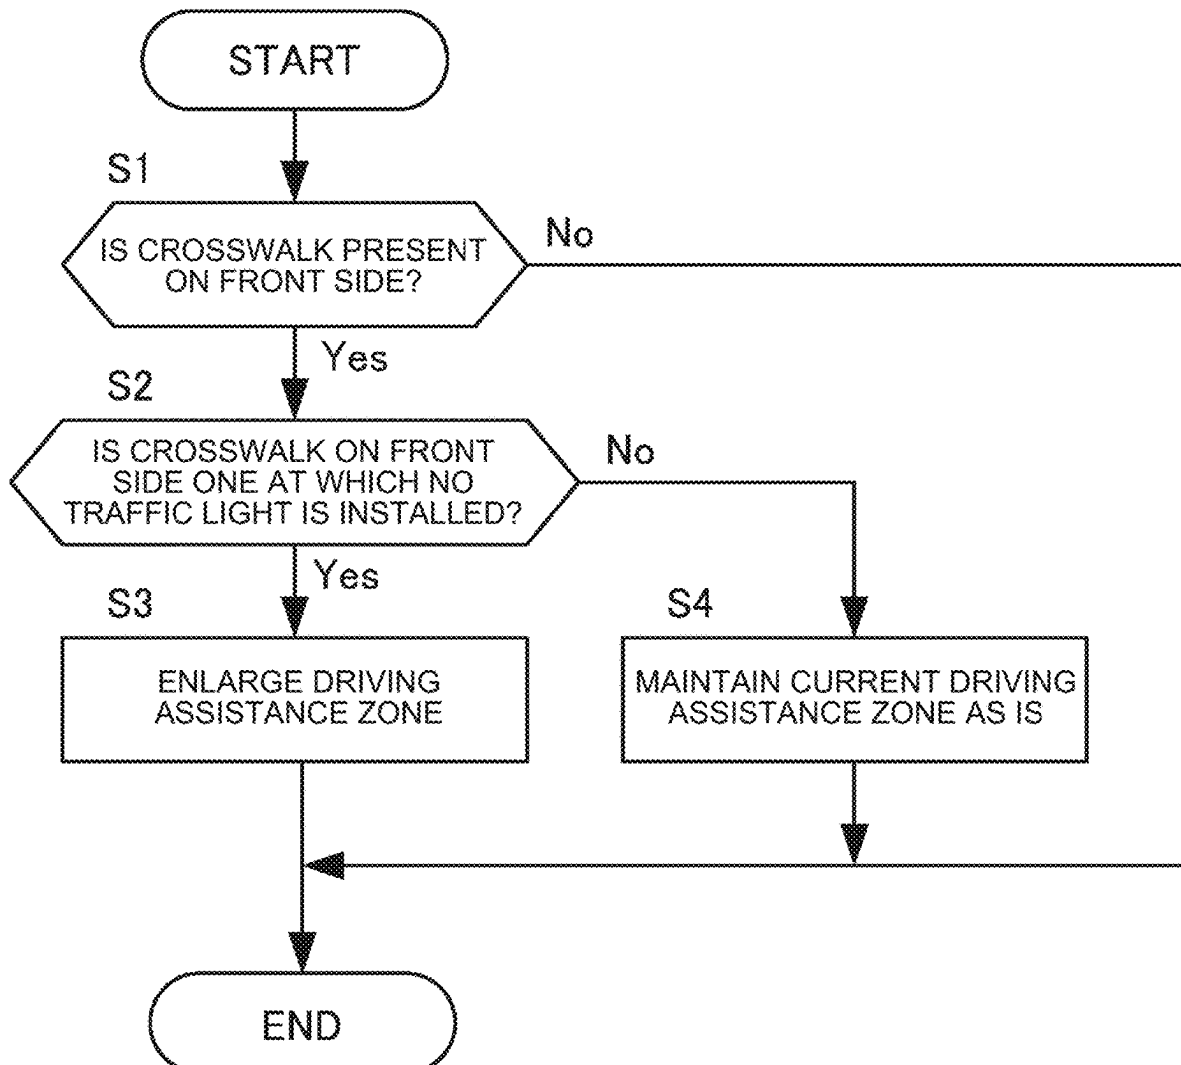 START
S1
IS CROSSWALK PRESENT
ON FRONT SIDE?
No
Yes
S2
IS CROSSWALK ON FRONT
SIDE ONE AT WHICH NO
TRAFFIC LIGHT IS INSTALLED?
No
Yes
S3
ENLARGE DRIVING
ASSISTANCE ZONE
S4
MAINTAIN CURRENT DRIVING
ASSISTANCE ZONE AS IS
END